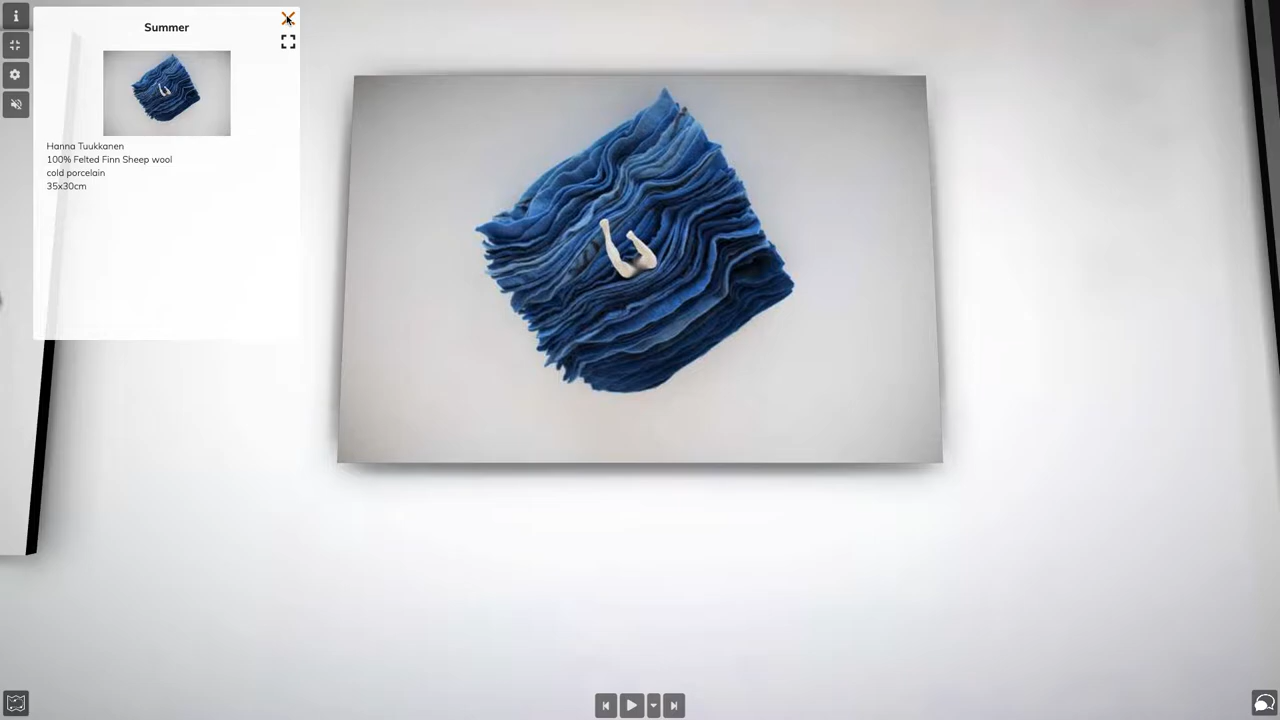 Summer
Hanna Tuukkanen
100% Felted Finn Sheep wool
cold porcelain
35x30cm